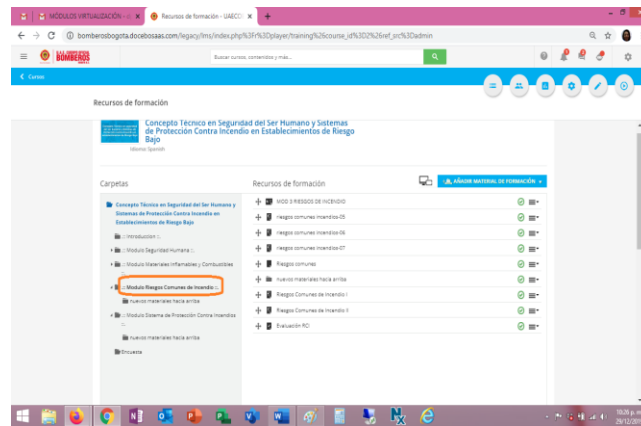 MÓDULOS VIRTUALIZACIÓN - 
Recursos de formación - UAECO
bomberosbogota.docebosaas.com/legacy/lms/index.php?r=player/training%26course_id%3D2%26ref_src%3Dadmin
BOMBEROS
Buscar cursos, contenidos y más...
Cursos
Recursos de formación
Concepto Técnico en Seguridad del Ser Humano y Sistemas
de Protección Contra Incendio en Establecimientos de Riesgo
Bajo
Idioma: Spanish
Carpetas
Recursos de formación
AÑADIR MATERIAL DE FORMACIÓN
Concepto Técnico en Seguridad del Ser Humano y
Sistemas de Protección Contra Incendio en
Establecimientos de Riesgo Bajo
.: Introduccion :.
.: Modulo Seguridad Humana :.
.: Modulo Materiales Inflamables y Combustibles
:.
.: Modulo Riesgos Comunes de Incendio :.
nuevos materiales hacia arriba
.: Modulo Sistema de Protección Contra Incendios
:.
nuevos materiales hacia arriba
Encuesta
MOD 3 RIESGOS DE INCENDIO
riesgos comunes incendios-05
riesgos comunes incendios-06
riesgos comunes incendios-07
Riesgos comunes
nuevos materiales hacia arriba
Riesgos Comunes de Incendio I
Riesgos Comunes de Incendio II
Evaluación RCI
10:26 p. m.